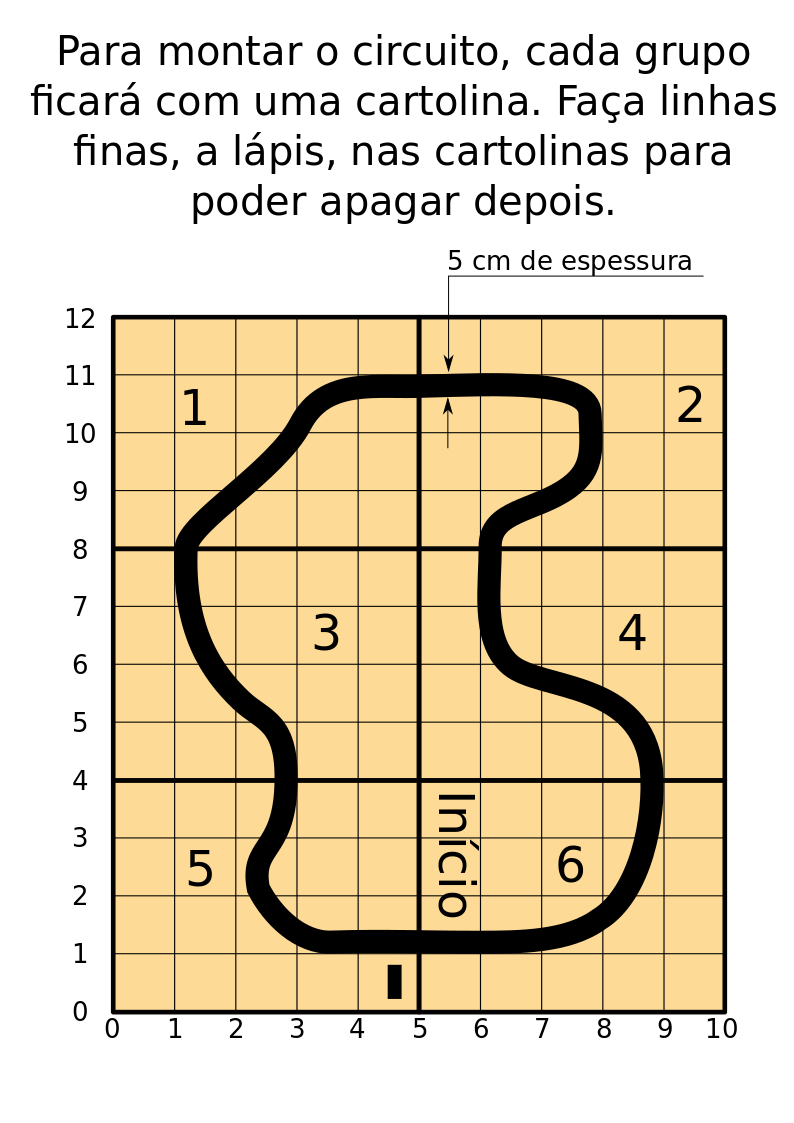 Para montar o circuito, cada grupo
ficará com uma cartolina. Faça linhas
finas, a lápis, nas cartolinas para
poder apagar depois.
5 cm de espessura
12
11
1
2
10
9
8
7
3
4
6
5
4
Início
3
5
6
2
1
0
0 1 2 3 4 5 6 7 8 9 10